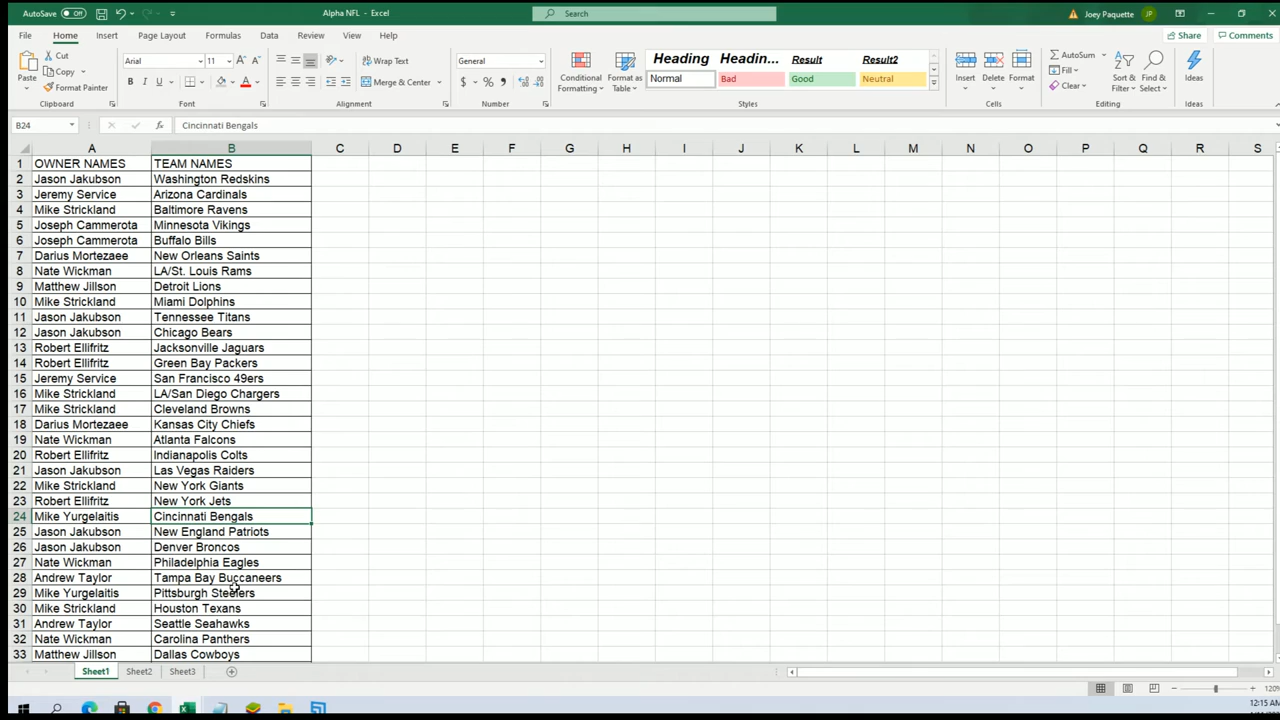 AutoSave Off Alpha NFL - Excel Search Joey Paquette JP
File Home Insert Page Layout Formulas Data Review View Help Share Comments
Paste Cut Copy Format Painter Clipboard
Arial 11 B I U Font
Wrap Text Merge & Center Alignment
General $ % Number
Conditional Formatting Format as Table
Heading Headin... Result Result2
Normal Bad Good Neutral Styles
Insert Delete Format Cells
AutoSum Fill Clear Sort & Filter Find & Select Editing
Ideas Ideas
B24 fx Cincinnati Bengals
A B C D E F G H I J K L M N O P Q R S
1 OWNER NAMES TEAM NAMES
2 Jason Jakubson Washington Redskins
3 Jeremy Service Arizona Cardinals
4 Mike Strickland Baltimore Ravens
5 Joseph Cammerota Minnesota Vikings
6 Joseph Cammerota Buffalo Bills
7 Darius Mortezaee New Orleans Saints
8 Nate Wickman LA/St. Louis Rams
9 Matthew Jillson Detroit Lions
10 Mike Strickland Miami Dolphins
11 Jason Jakubson Tennessee Titans
12 Jason Jakubson Chicago Bears
13 Robert Ellifritz Jacksonville Jaguars
14 Robert Ellifritz Green Bay Packers
15 Jeremy Service San Francisco 49ers
16 Mike Strickland LA/San Diego Chargers
17 Mike Strickland Cleveland Browns
18 Darius Mortezaee Kansas City Chiefs
19 Nate Wickman Atlanta Falcons
20 Robert Ellifritz Indianapolis Colts
21 Jason Jakubson Las Vegas Raiders
22 Mike Strickland New York Giants
23 Robert Ellifritz New York Jets
24 Mike Yurgelaitis Cincinnati Bengals
25 Jason Jakubson New England Patriots
26 Jason Jakubson Denver Broncos
27 Nate Wickman Philadelphia Eagles
28 Andrew Taylor Tampa Bay Buccaneers
29 Mike Yurgelaitis Pittsburgh Steelers
30 Mike Strickland Houston Texans
31 Andrew Taylor Seattle Seahawks
32 Nate Wickman Carolina Panthers
33 Matthew Jillson Dallas Cowboys
Sheet1 Sheet2 Sheet3
120%
12:15 AM